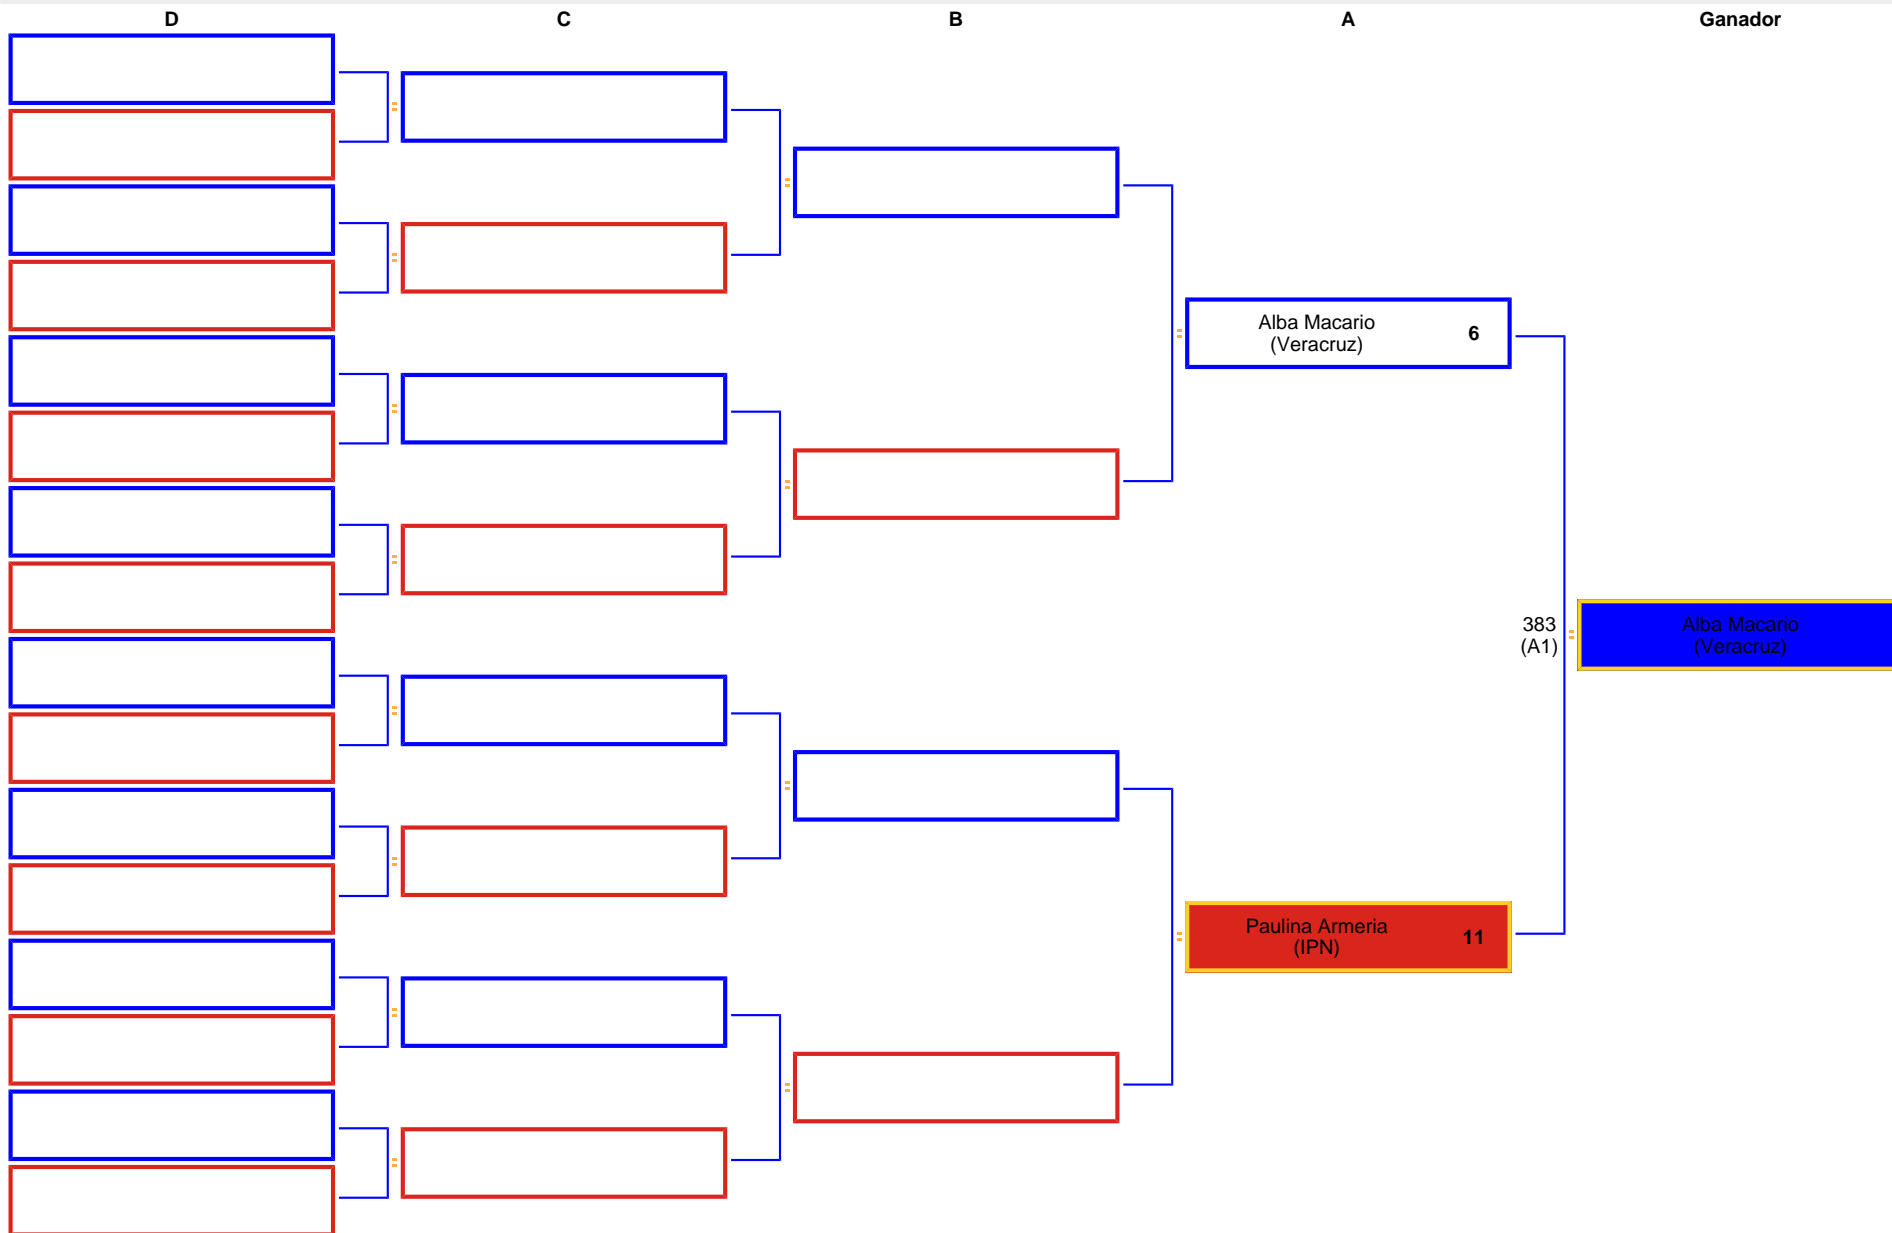 D
C
B
A
Ganador
Alba Macario
(Veracruz)
6
383
(A1)
Alba Macario
(Veracruz)
Paulina Armeria
(IPN)
11